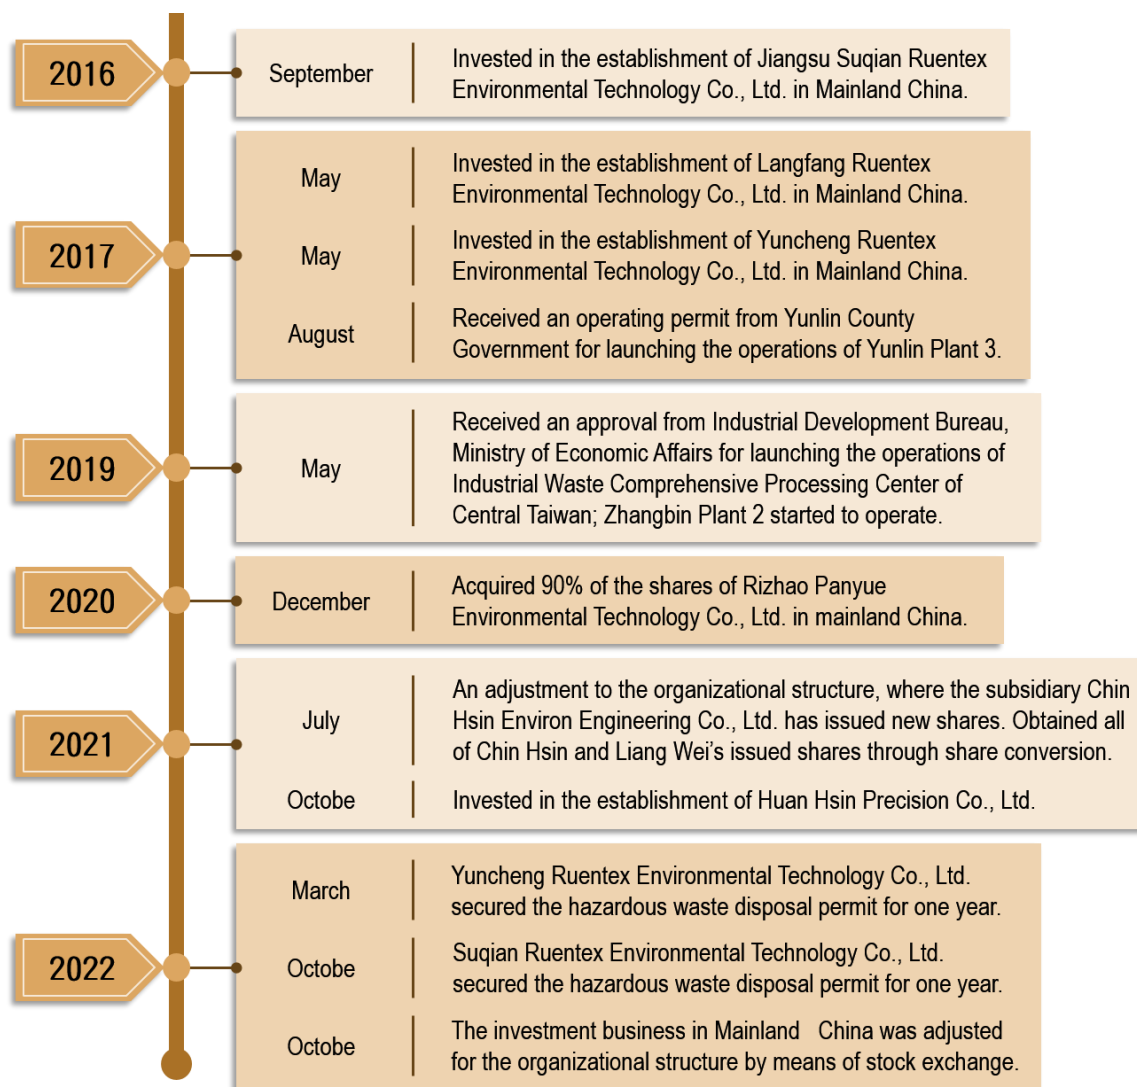 2016
September
Invested in the establishment of Jiangsu Suqian Ruentex
Environmental Technology Co., Ltd. in Mainland China.
2017
May
Invested in the establishment of Langfang Ruentex
Environmental Technology Co., Ltd. in Mainland China.
May
Invested in the establishment of Yuncheng Ruentex
Environmental Technology Co., Ltd. in Mainland China.
August
Received an operating permit from Yunlin County
Government for launching the operations of Yunlin Plant 3.
2019
May
Received an approval from Industrial Development Bureau,
Ministry of Economic Affairs for launching the operations of
Industrial Waste Comprehensive Processing Center of
Central Taiwan; Zhangbin Plant 2 started to operate.
2020
December
Acquired 90% of the shares of Rizhao Panyue
Environmental Technology Co., Ltd. in mainland China.
2021
July
An adjustment to the organizational structure, where the subsidiary Chin
Hsin Environ Engineering Co., Ltd. has issued new shares. Obtained all
of Chin Hsin and Liang Wei’s issued shares through share conversion.
Octobe
Invested in the establishment of Huan Hsin Precision Co., Ltd.
2022
March
Yuncheng Ruentex Environmental Technology Co., Ltd.
secured the hazardous waste disposal permit for one year.
Octobe
Suqian Ruentex Environmental Technology Co., Ltd.
secured the hazardous waste disposal permit for one year.
Octobe
The investment business in Mainland China was adjusted
for the organizational structure by means of stock exchange.